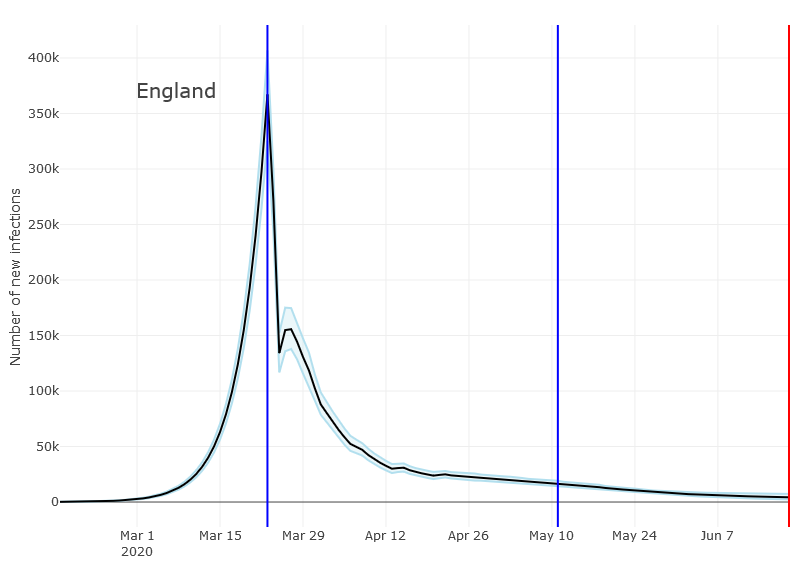 England
Number of new infections
400k
350k
300k
250k
200k
150k
100k
50k
0
Mar 1
2020
Mar 15
Mar 29
Apr 12
Apr 26
May 10
May 24
Jun 7